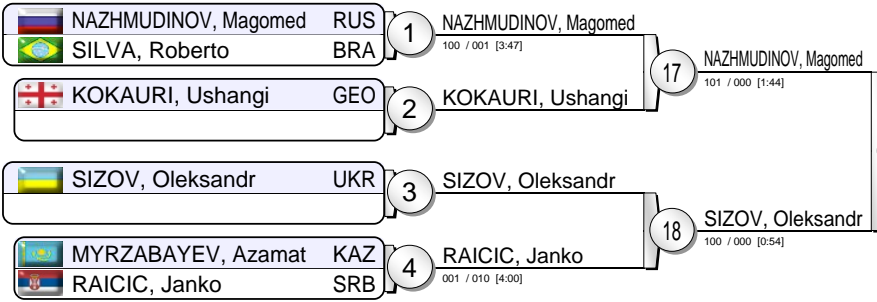 NAZHMUDINOV, Magomed RUS
SILVA, Roberto BRA
1
NAZHMUDINOV, Magomed
100 / 001 [3:47]
KOKAURI, Ushangi GEO
2
KOKAURI, Ushangi
17
NAZHMUDINOV, Magomed
101 / 000 [1:44]
SIZOV, Oleksandr UKR
3
SIZOV, Oleksandr
MYRZABAYEV, Azamat KAZ
RAICIC, Janko SRB
4
RAICIC, Janko
001 / 010 [4:00]
18
SIZOV, Oleksandr
100 / 000 [0:54]